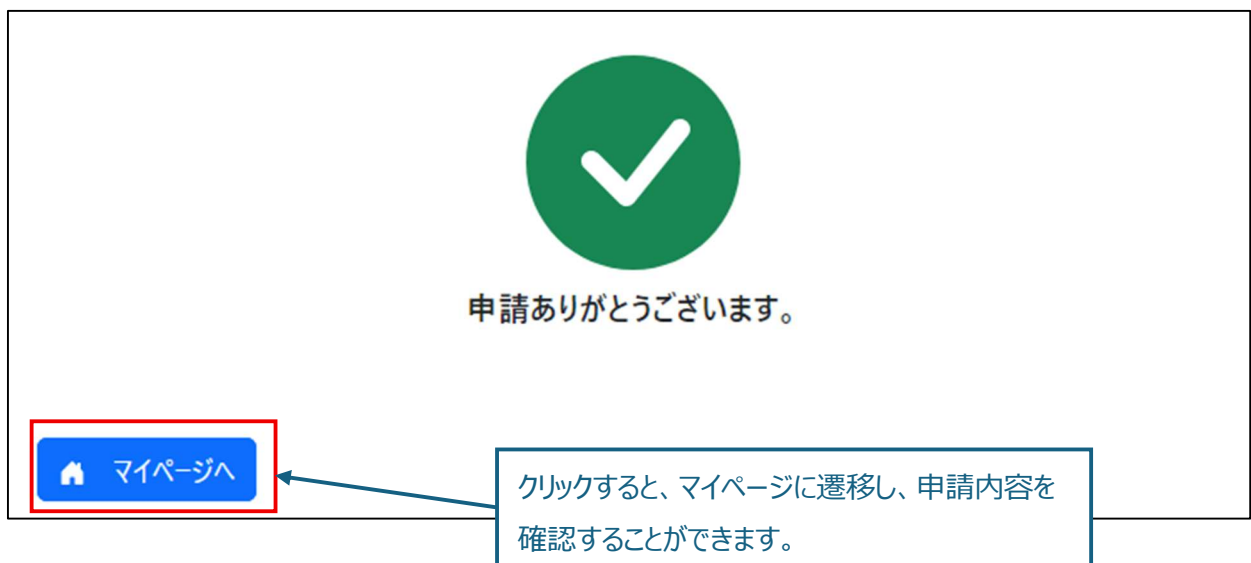 申請ありがとうございます。
マイページへ
クリックすると、マイページに遷移し、申請内容を
確認することができます。